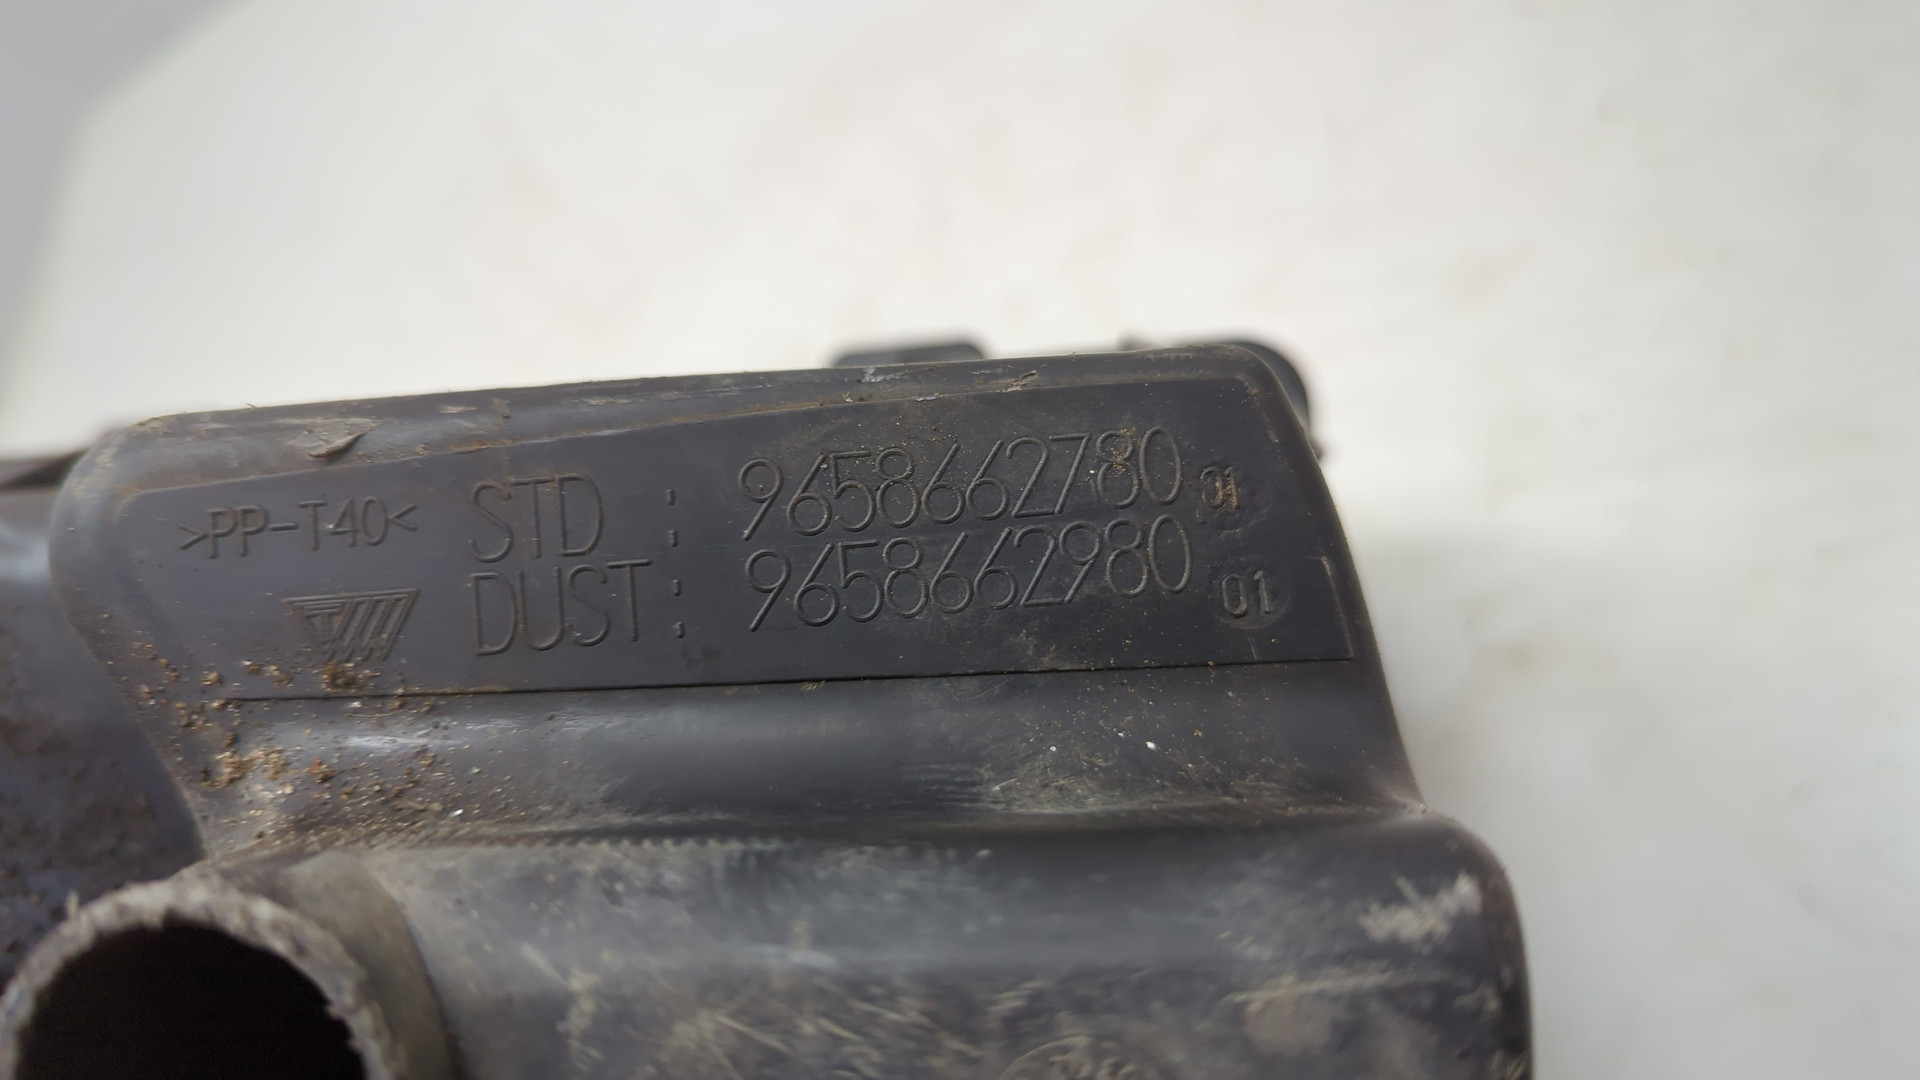 >PP-T40< STD : 9658662780 01
DUST : 9658662980 01